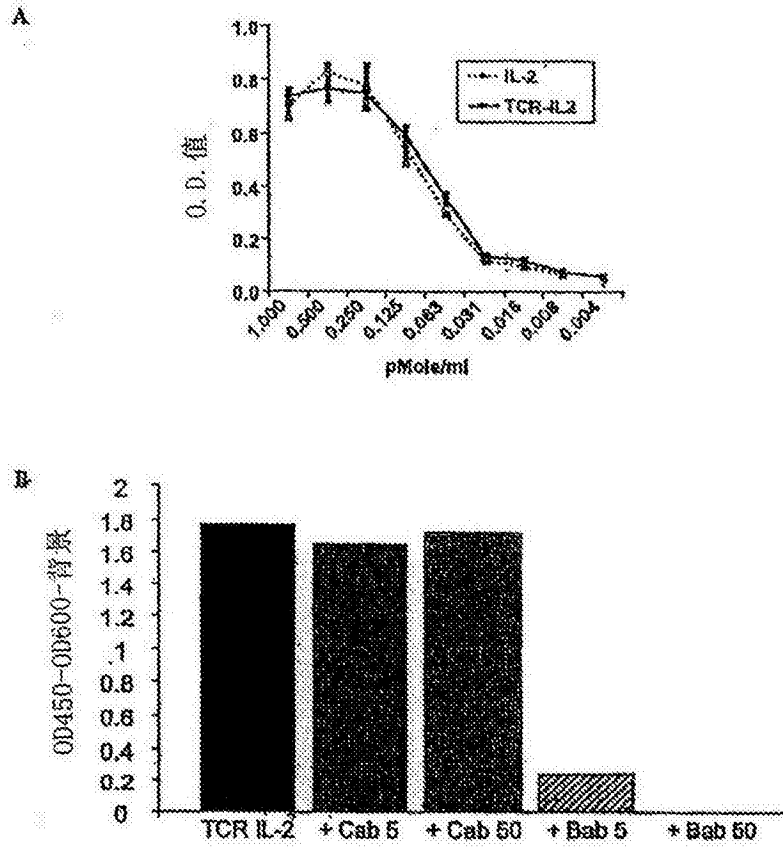 A
O.D.值
1.0
0.8
0.6
0.4
0.2
0.0
IL-2
TCR-IL2
1.000
0.500
0.250
0.125
0.063
0.031
0.016
0.008
0.004
pMole/ml
B
OD450-OD600-背景
2
1.8
1.6
1.4
1.2
1
0.8
0.6
0.4
0.2
0
TCR IL-2
+ Cab 5
+ Cab 50
+ Bab 5
+ Bab 50